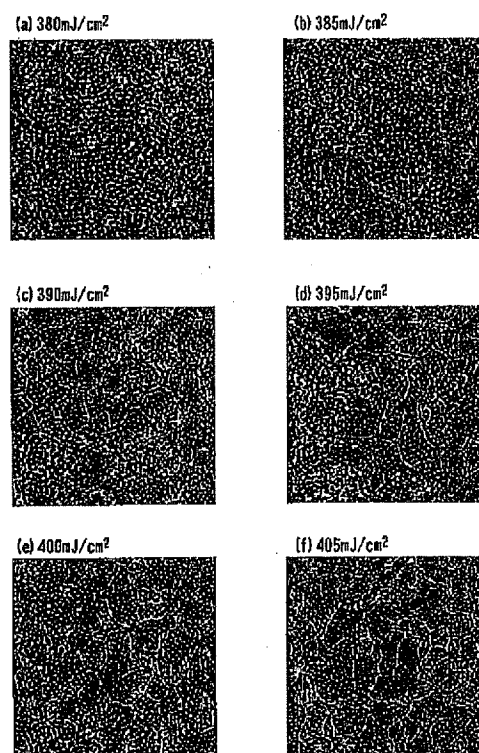 (a) 380mJ/cm²
(b) 385mJ/cm²
(c) 390mJ/cm²
(d) 395mJ/cm²
(e) 400mJ/cm²
(f) 405mJ/cm²